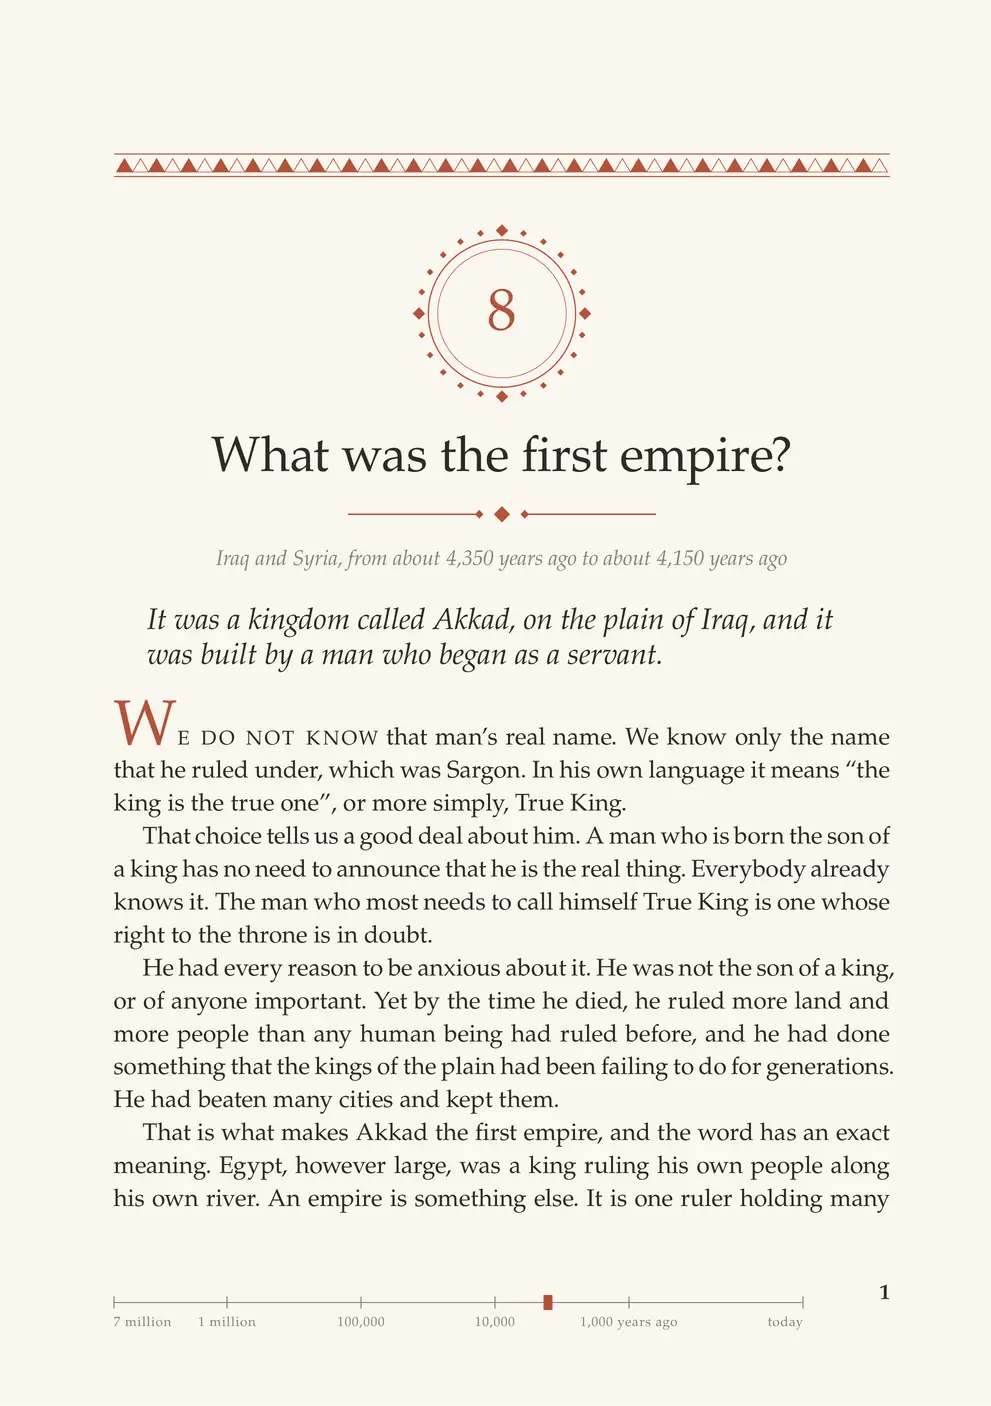 8
What was the first empire?
Iraq and Syria, from about 4,350 years ago to about 4,150 years ago
It was a kingdom called Akkad, on the plain of Iraq, and it
was built by a man who began as a servant.
WE DO NOT KNOW that man’s real name. We know only the name
that he ruled under, which was Sargon. In his own language it means “the
king is the true one”, or more simply, True King.
That choice tells us a good deal about him. A man who is born the son of
a king has no need to announce that he is the real thing. Everybody already
knows it. The man who most needs to call himself True King is one whose
right to the throne is in doubt.
He had every reason to be anxious about it. He was not the son of a king,
or of anyone important. Yet by the time he died, he ruled more land and
more people than any human being had ruled before, and he had done
something that the kings of the plain had been failing to do for generations.
He had beaten many cities and kept them.
That is what makes Akkad the first empire, and the word has an exact
meaning. Egypt, however large, was a king ruling his own people along
his own river. An empire is something else. It is one ruler holding many
1
7 million 1 million 100,000 10,000 1,000 years ago today